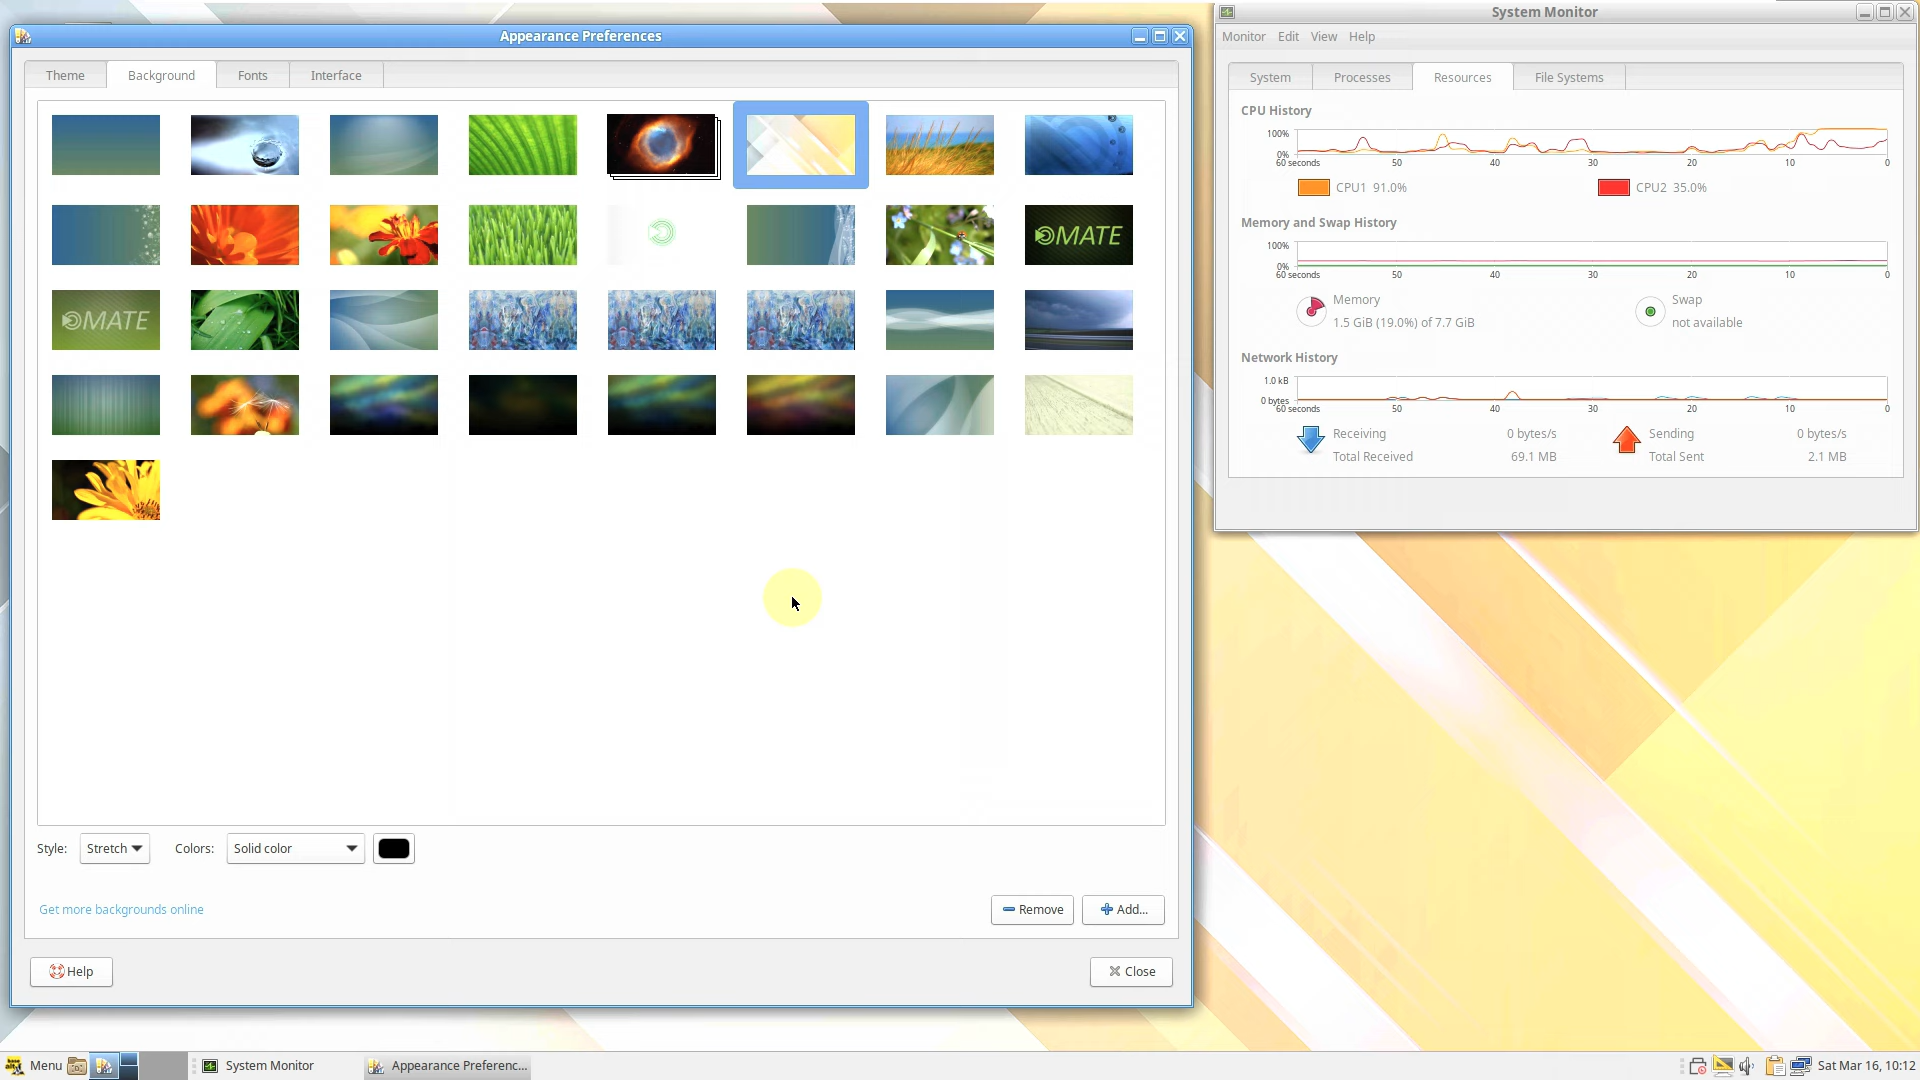 Appearance Preferences
Theme
Background
Fonts
Interface
MATE
MATE
Style:
Stretch
Colors:
Solid color
Get more backgrounds online
Remove
Add...
Help
Close
System Monitor
Monitor Edit View Help
System
Processes
Resources
File Systems
CPU History
100%
0%
60 seconds 50 40 30 20 10 0
CPU1 91.0%
CPU2 35.0%
Memory and Swap History
100%
0%
60 seconds 50 40 30 20 10 0
Memory
1.5 GiB (19.0%) of 7.7 GiB
Swap
not available
Network History
1.0 kB
0 bytes
60 seconds 50 40 30 20 10 0
Receiving 0 bytes/s
Total Received 69.1 MB
Sending 0 bytes/s
Total Sent 2.1 MB
Menu
System Monitor
Appearance Preferenc...
Sat Mar 16, 10:12